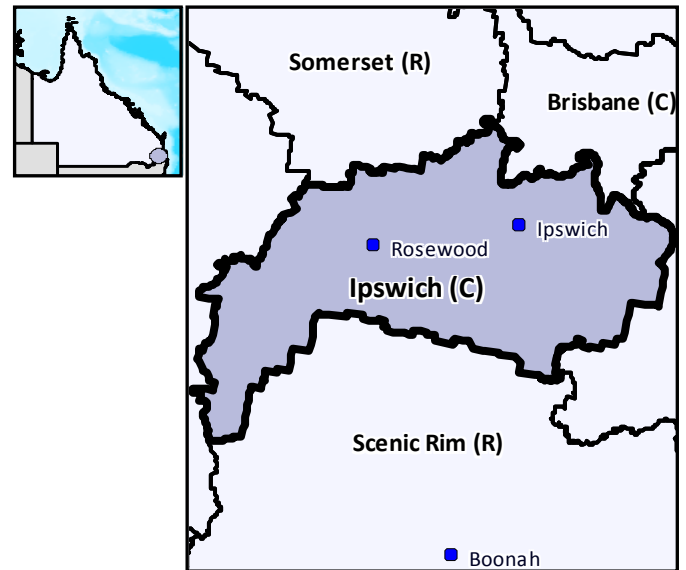 Somerset (R)
Brisbane (C)
Ipswich
Rosewood
Ipswich (C)
Scenic Rim (R)
Boonah